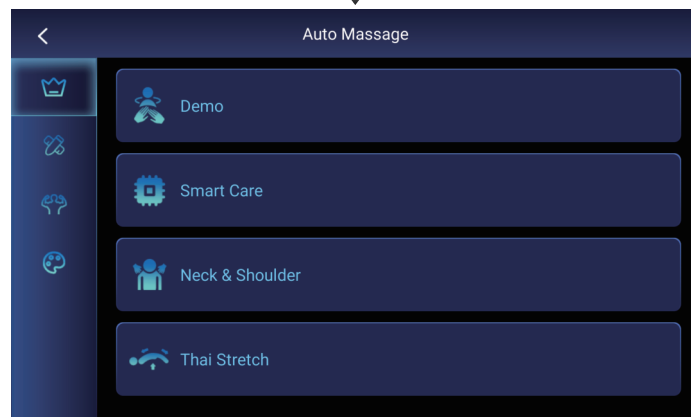 Auto Massage
Demo
Smart Care
Neck & Shoulder
Thai Stretch